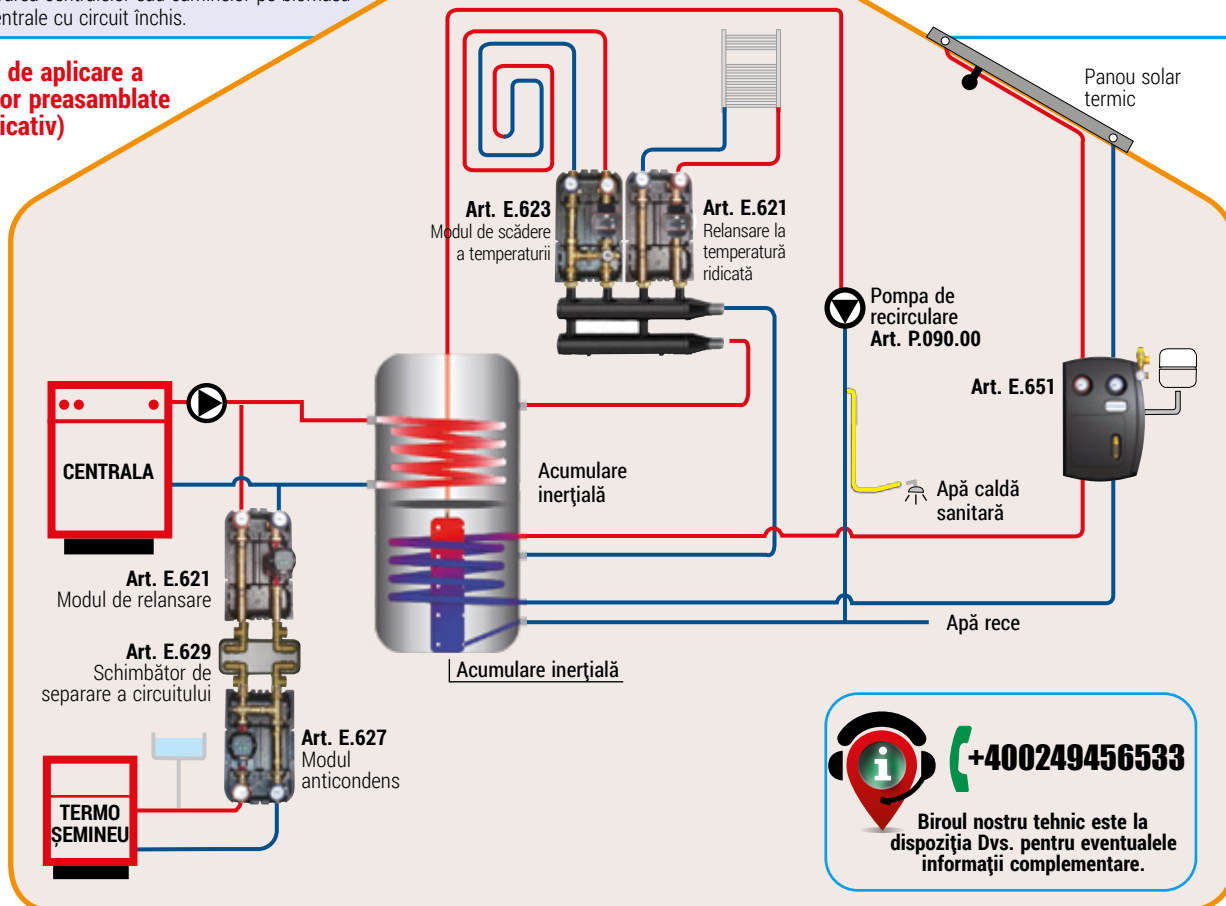 entrale cu circuit închis.
de aplicare a
or preasamblate
icativ)
Panou solar
termic
Art. E.623
Modul de scădere
a temperaturii
Art. E.621
Relansare la
temperatură
ridicată
Pompa de
recirculare
Art. P.090.00
Art. E.651
CENTRALA
Acumulare
inerţială
Apă caldă
sanitară
Art. E.621
Modul de relansare
Apă rece
Art. E.629
Schimbător de
separare a circuitului
Acumulare inerţială
Art. E.627
Modul
anticondens
TERMO
ŞEMINEU
i
+400249456533
Biroul nostru tehnic este la
dispoziţia Dvs. pentru eventualele
informaţii complementare.